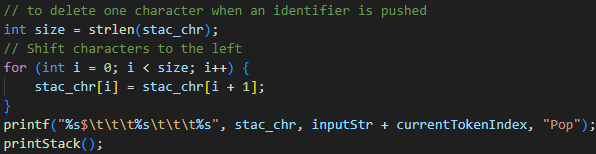 // to delete one character when an identifier is pushed
int size = strlen(stac_chr);
// Shift characters to the left
for (int i = 0; i < size; i++) {
    stac_chr[i] = stac_chr[i + 1];
}
printf("%s$\t\t\t%s\t\t\t%s", stac_chr, inputStr + currentTokenIndex, "Pop");
printStack();